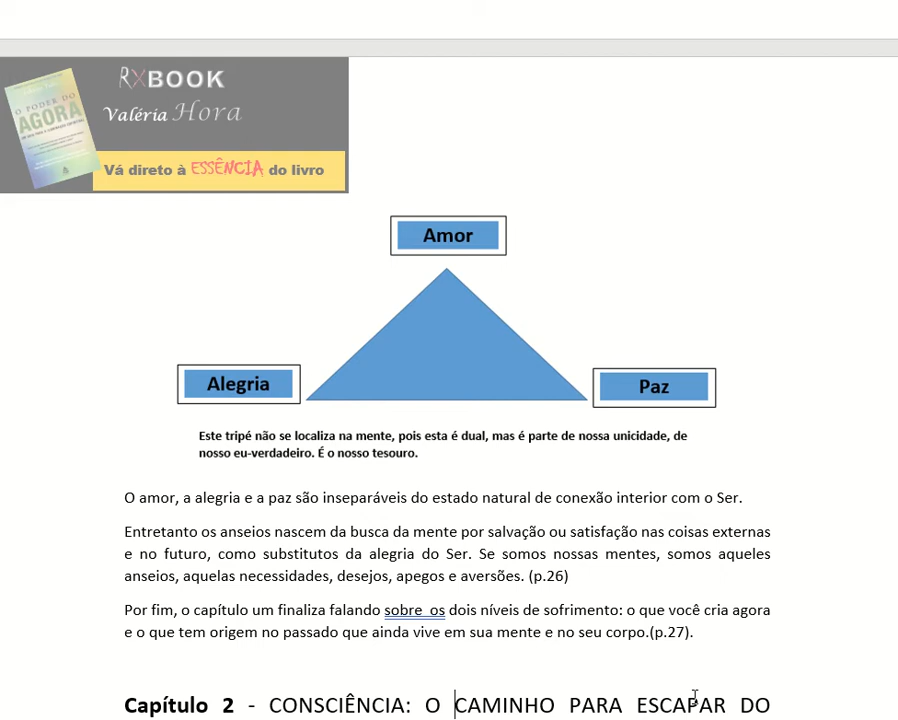 RXBOOK
Valéria Hora
O PODER DO
AGORA
Vá direto à ESSÊNCIA do livro
Amor
Alegria
Paz
Este tripé não se localiza na mente, pois esta é dual, mas é parte de nossa unicidade, de
nosso eu-verdadeiro. É o nosso tesouro.
O amor, a alegria e a paz são inseparáveis do estado natural de conexão interior com o Ser.
Entretanto os anseios nascem da busca da mente por salvação ou satisfação nas coisas externas
e no futuro, como substitutos da alegria do Ser. Se somos nossas mentes, somos aqueles
anseios, aquelas necessidades, desejos, apegos e aversões. (p.26)
Por fim, o capítulo um finaliza falando sobre os dois níveis de sofrimento: o que você cria agora
e o que tem origem no passado que ainda vive em sua mente e no seu corpo.(p.27).
Capítulo 2 - CONSCIÊNCIA: O CAMINHO PARA ESCAPAR DO